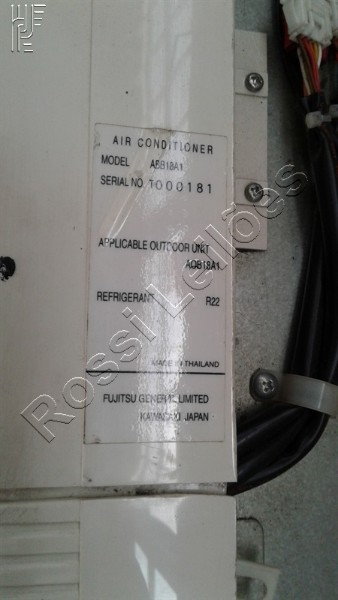 AIR CONDITIONER
MODEL ABB18A1
SERIAL NO. T000181
APPLICABLE OUTDOOR UNIT
AOB18A1
REFRIGERANT R22
MADE IN THAILAND
FUJITSU GENERAL LIMITED
KAWASAKI JAPAN
Rossi Leilões